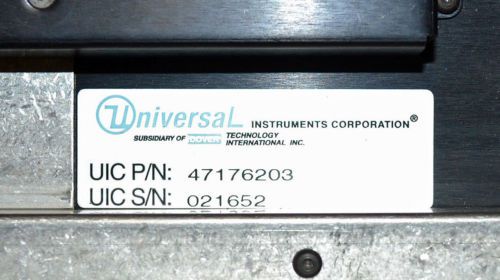 Universal INSTRUMENTS CORPORATION®
SUBSIDIARY OF DOVER TECHNOLOGY INTERNATIONAL INC.
UIC P/N: 47176203
UIC S/N: 021652